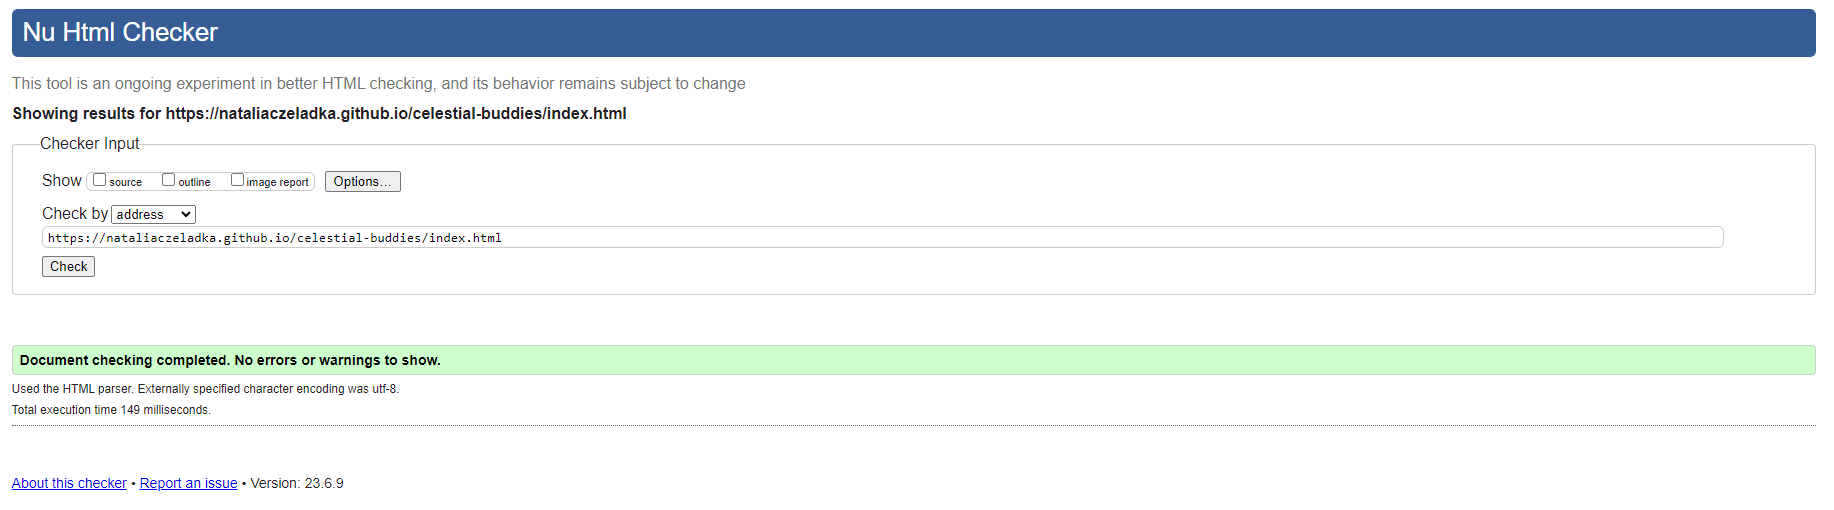 Nu Html Checker
This tool is an ongoing experiment in better HTML checking, and its behavior remains subject to change
Showing results for https://nataliaczeladka.github.io/celestial-buddies/index.html
Checker Input
Show source outline image report Options...
Check by address
https://nataliaczeladka.github.io/celestial-buddies/index.html
Check
Document checking completed. No errors or warnings to show.
Used the HTML parser. Externally specified character encoding was utf-8.
Total execution time 149 milliseconds.
About this checker • Report an issue • Version: 23.6.9